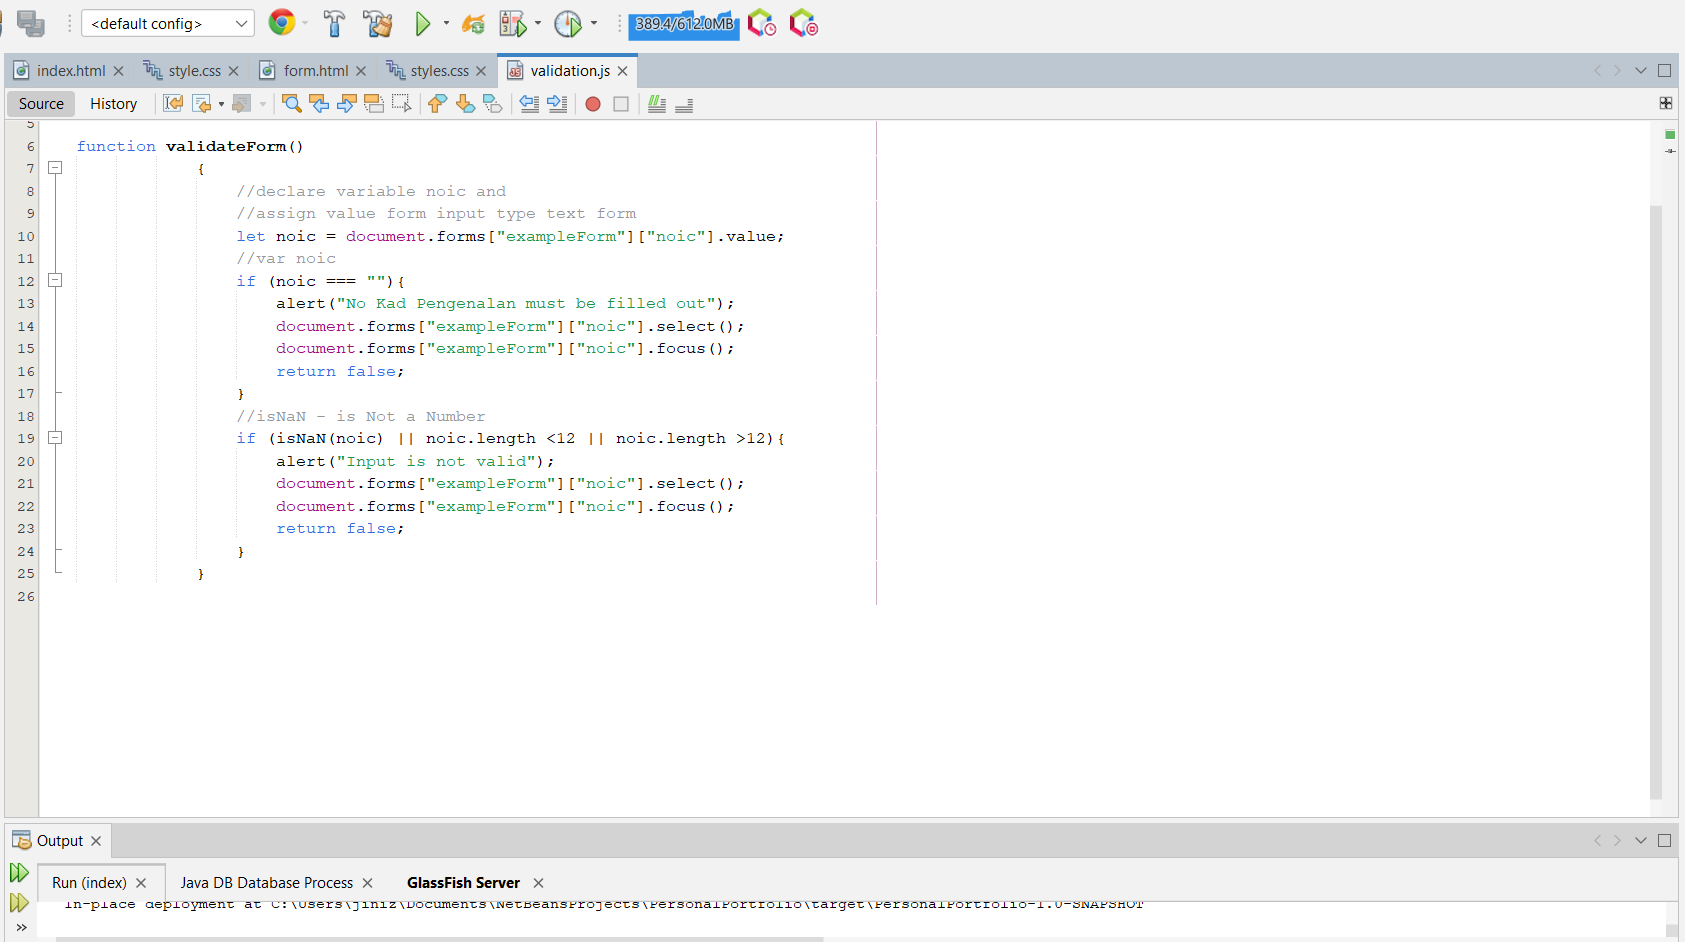 <default config>
389.4/612.0MB
index.html
style.css
form.html
styles.css
validation.js
Source History
5
6 function validateForm()
7 {
8 //declare variable noic and
9 //assign value form input type text form
10 let noic = document.forms["exampleForm"]["noic"].value;
11 //var noic
12 if (noic === ""){
13 alert("No Kad Pengenalan must be filled out");
14 document.forms["exampleForm"]["noic"].select();
15 document.forms["exampleForm"]["noic"].focus();
16 return false;
17 }
18 //isNaN - is Not a Number
19 if (isNaN(noic) || noic.length <12 || noic.length >12){
20 alert("Input is not valid");
21 document.forms["exampleForm"]["noic"].select();
22 document.forms["exampleForm"]["noic"].focus();
23 return false;
24 }
25 }
26
Output
Run (index) Java DB Database Process GlassFish Server
In-place deployment at C:\Users\jiniz\Documents\NetBeansProjects\PersonalPortfolio\target\PersonalPortfolio-1.0-SNAPSHOT